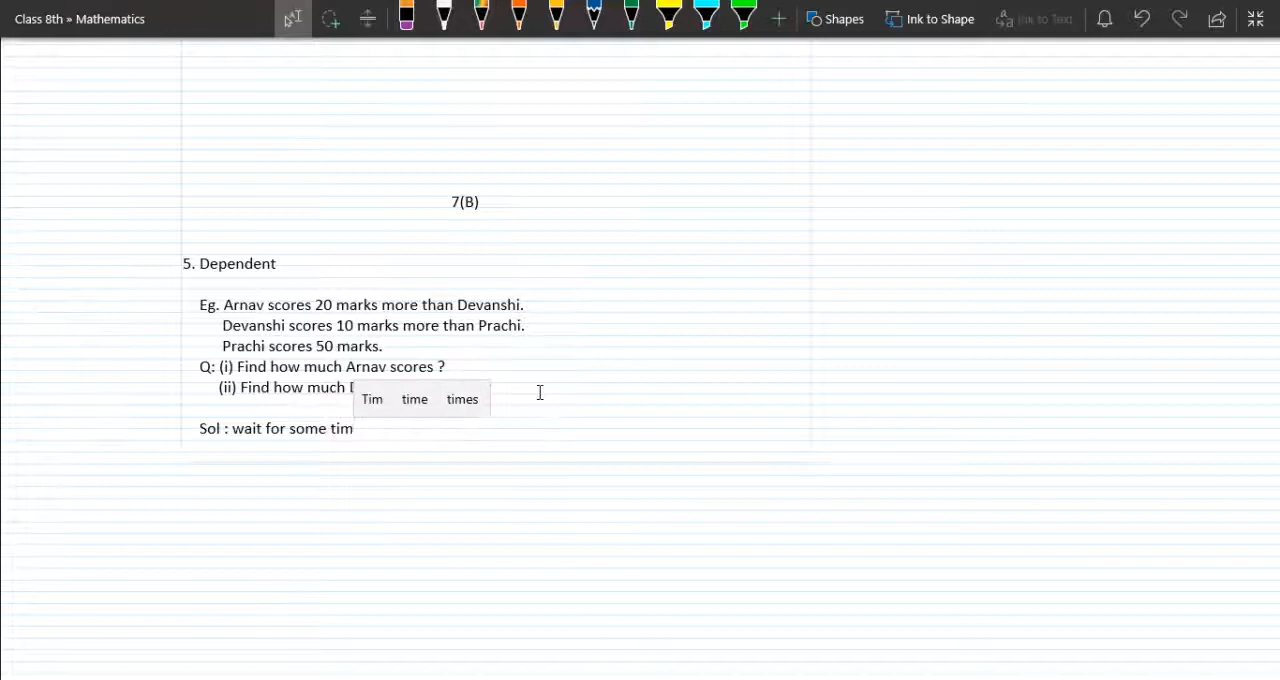 Class 8th » Mathematics
Shapes
Ink to Shape
Ink to Text
7(B)
5. Dependent
Eg. Arnav scores 20 marks more than Devanshi.
Devanshi scores 10 marks more than Prachi.
Prachi scores 50 marks.
Q: (i) Find how much Arnav scores ?
(ii) Find how much
Tim time times
Sol : wait for some tim